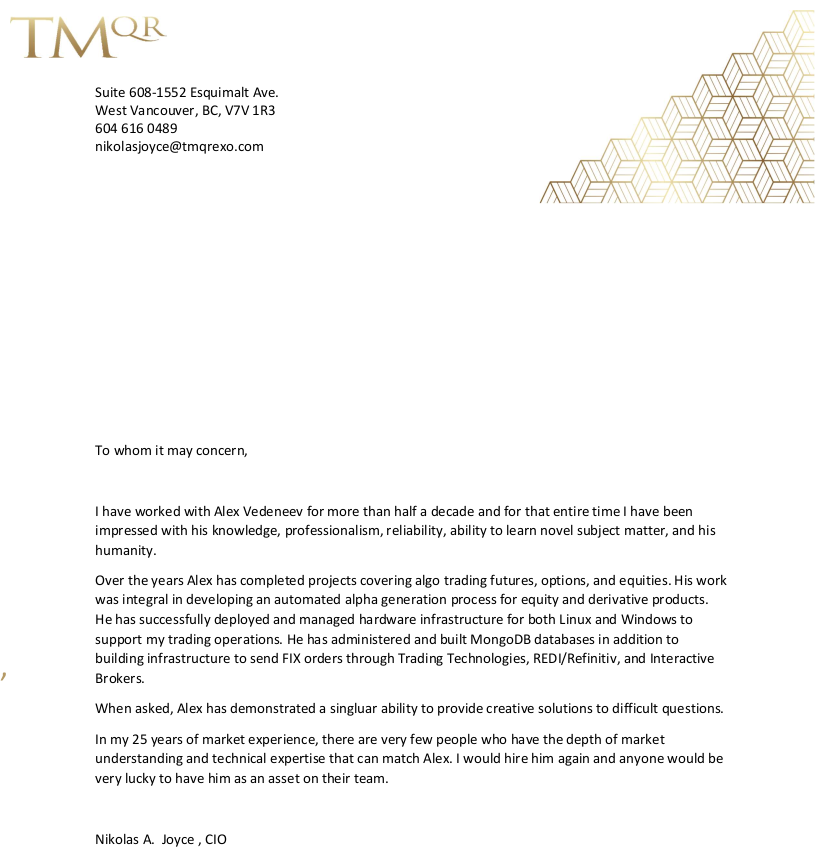 TMQR
Suite 608-1552 Esquimalt Ave.
West Vancouver, BC, V7V 1R3
604 616 0489
nikolasjoyce@tmqrexo.com
To whom it may concern,
I have worked with Alex Vedeneev for more than half a decade and for that entire time I have been
impressed with his knowledge, professionalism, reliability, ability to learn novel subject matter, and his
humanity.
Over the years Alex has completed projects covering algo trading futures, options, and equities. His work
was integral in developing an automated alpha generation process for equity and derivative products.
He has successfully deployed and managed hardware infrastructure for both Linux and Windows to
support my trading operations. He has administered and built MongoDB databases in addition to
building infrastructure to send FIX orders through Trading Technologies, REDI/Refinitiv, and Interactive
Brokers.
When asked, Alex has demonstrated a singluar ability to provide creative solutions to difficult questions.
In my 25 years of market experience, there are very few people who have the depth of market
understanding and technical expertise that can match Alex. I would hire him again and anyone would be
very lucky to have him as an asset on their team.
Nikolas A.  Joyce , CIO